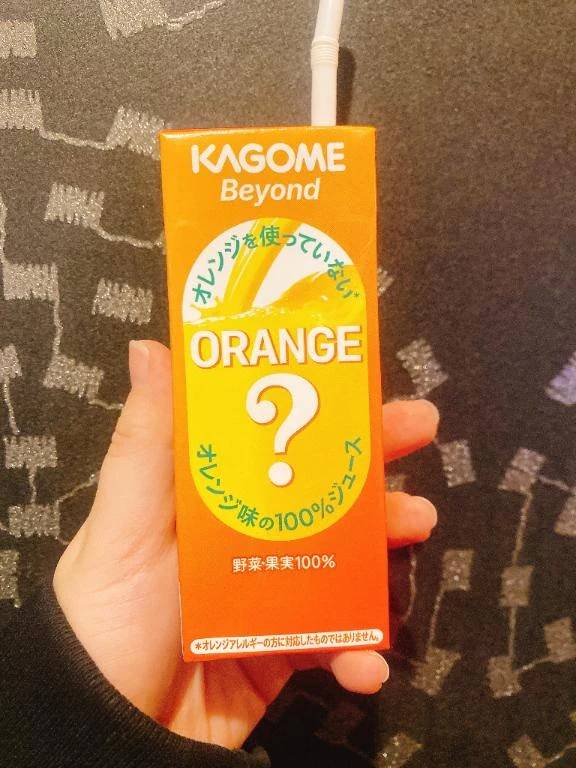 KAGOME
Beyond
オレンジを使っていない*
ORANGE
?
オレンジ味の100%ジュース
野菜・果実100%
*オレンジアレルギーの方に対応したものではありません。